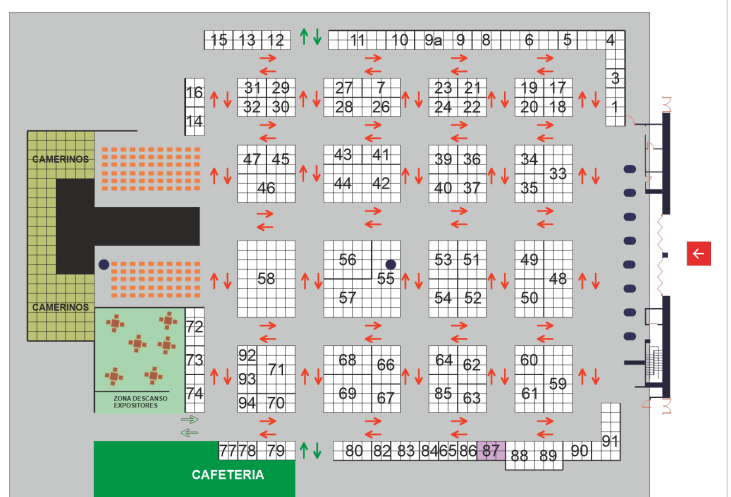 15 13 12 11 10 9a 9 8 6 5 4
3
16 31 29 27 7 23 21 19 17
14 32 30 28 26 24 22 20 18 1
CAMERINOS 47 45 43 41 39 36 34
33
46 44 42 40 37 35
56 53 51 49
58 55 48
57 54 52 50
CAMERINOS
72
92 68 66 64 62 60
73 71
93 59
69 67 85 63 61
74 94 70
ZONA DESCANSO
EXPOSITORES
91
77 78 79 80 82 83 84 65 86 87 88 89 90
CAFETERIA